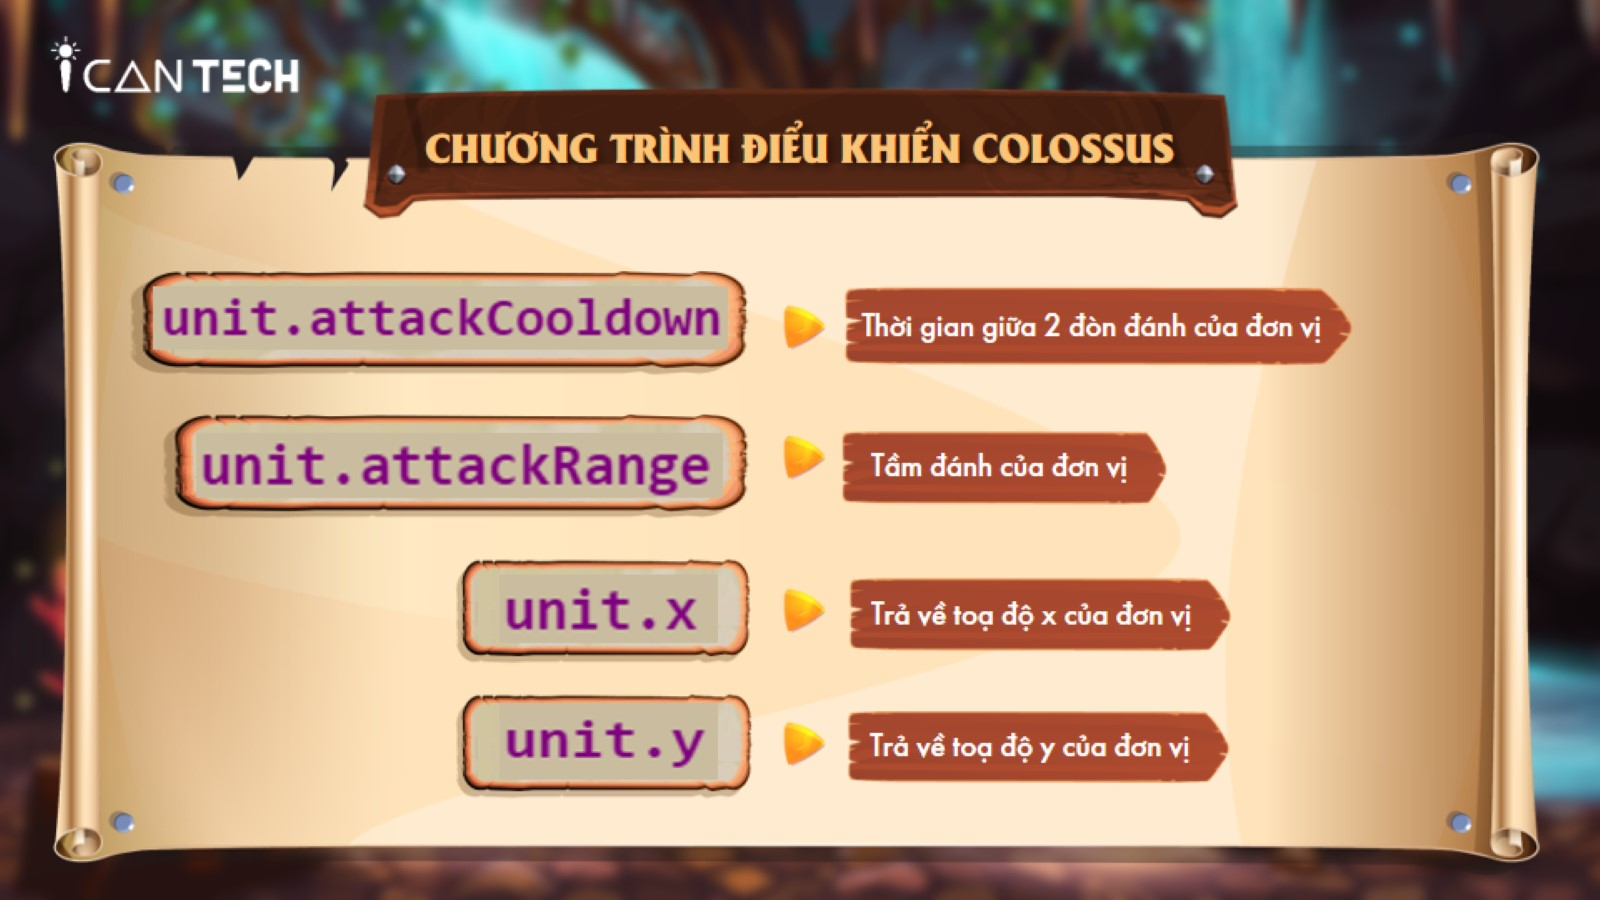 iCANTECH
CHƯƠNG TRÌNH ĐIỂU KHIỂN COLOSSUS
unit.attackCooldown
Thời gian giữa 2 đòn đánh của đơn vị
unit.attackRange
Tầm đánh của đơn vị
unit.x
Trả về toạ độ x của đơn vị
unit.y
Trả về toạ độ y của đơn vị